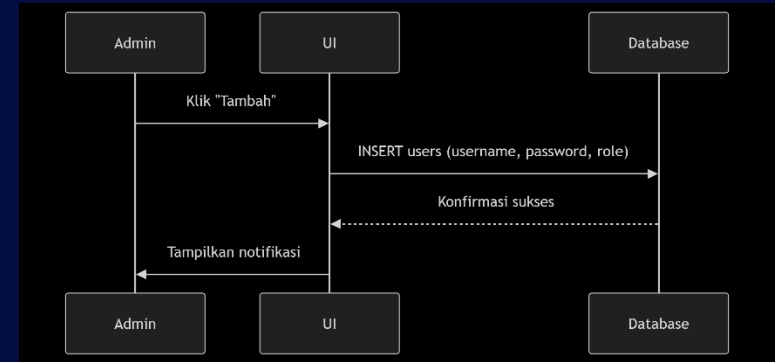 Admin
UI
Database
Klik "Tambah"
INSERT users (username, password, role)
Konfirmasi sukses
Tampilkan notifikasi
Admin
UI
Database